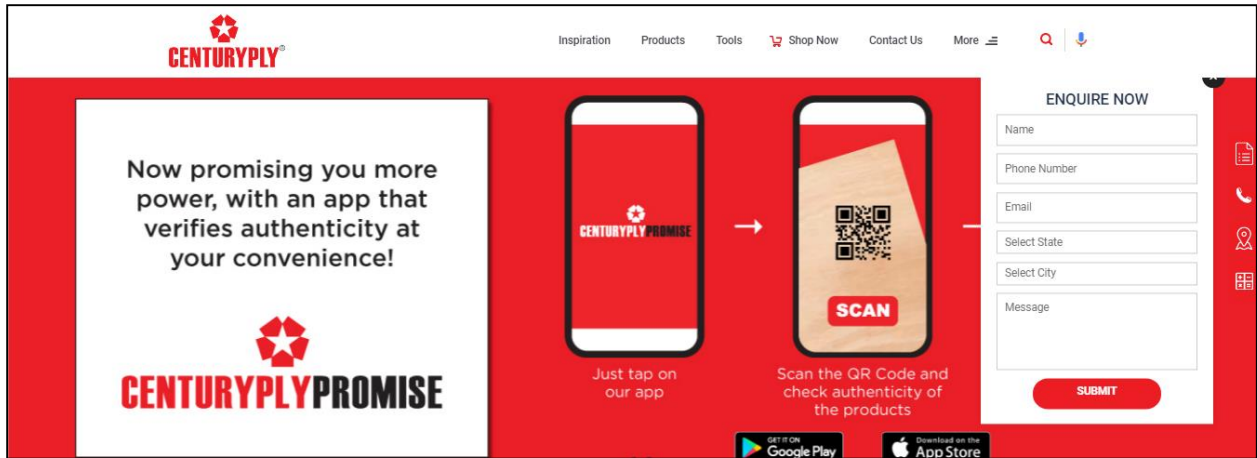 CENTURYPLY®
Inspiration
Products
Tools
Shop Now
Contact Us
More
Now promising you more
power, with an app that
verifies authenticity at
your convenience!
CENTURYPLYPROMISE
CENTURYPLYPROMISE
Just tap on
our app
SCAN
Scan the QR Code and
check authenticity of
the products
GET IT ON
Google Play
Download on the
App Store
ENQUIRE NOW
Name
Phone Number
Email
Select State
Select City
Message
SUBMIT